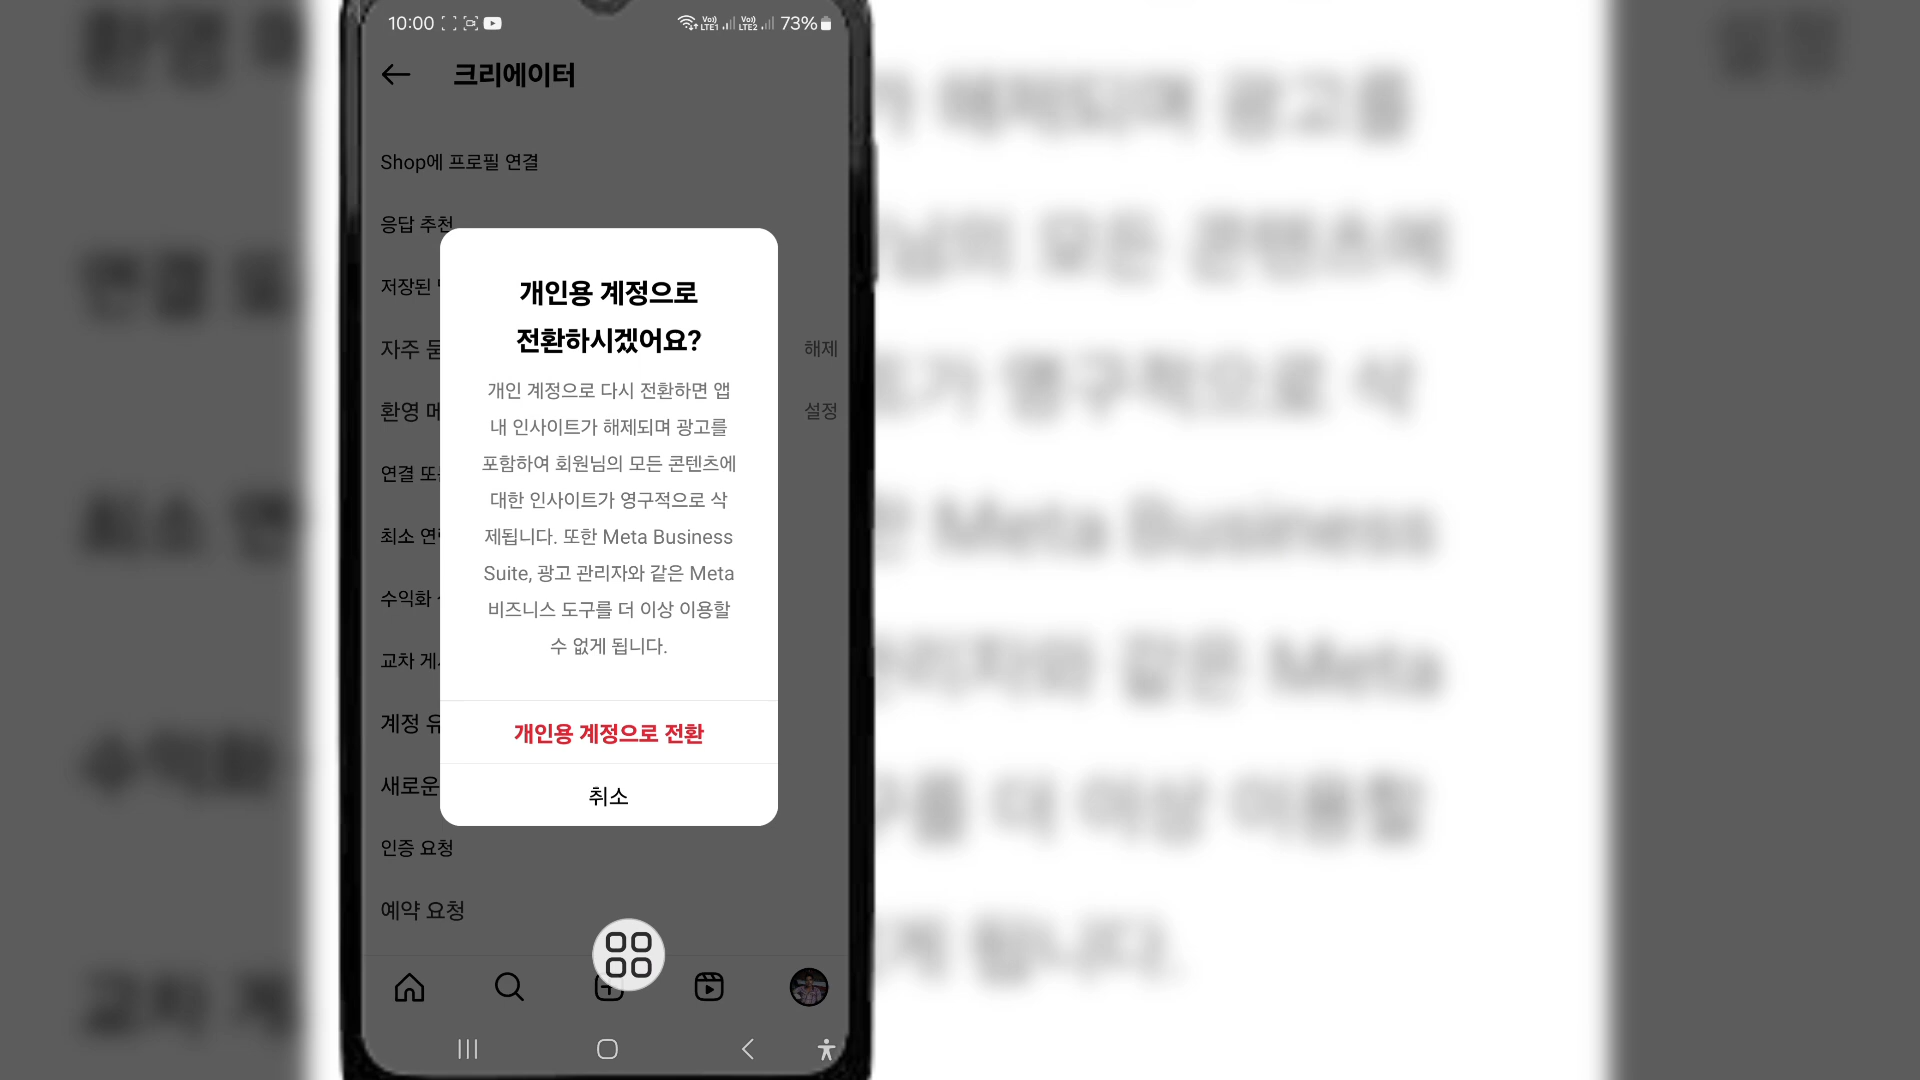 10:00
Vo)) LTE1 Vo)) LTE2 73%
크리에이터
Shop에 프로필 연결
응답 추천
저장된
자주 해제
환영 설정
연결
최소
수익화
교차
계정
새로운
인증 요청
예약 요청
개인용 계정으로
전환하시겠어요?
개인 계정으로 다시 전환하면 앱
내 인사이트가 해제되며 광고를
포함하여 회원님의 모든 콘텐츠에
대한 인사이트가 영구적으로 삭
제됩니다. 또한 Meta Business
Suite, 광고 관리자와 같은 Meta
비즈니스 도구를 더 이상 이용할
수 없게 됩니다.
개인용 계정으로 전환
취소